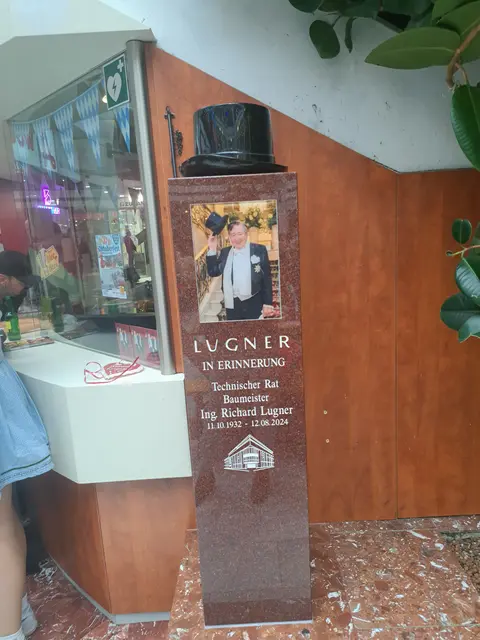 LUGNER
IN ERINNERUNG
Technischer Rat
Baumeister
Ing. Richard Lugner
11.10.1932 - 12.08.2024